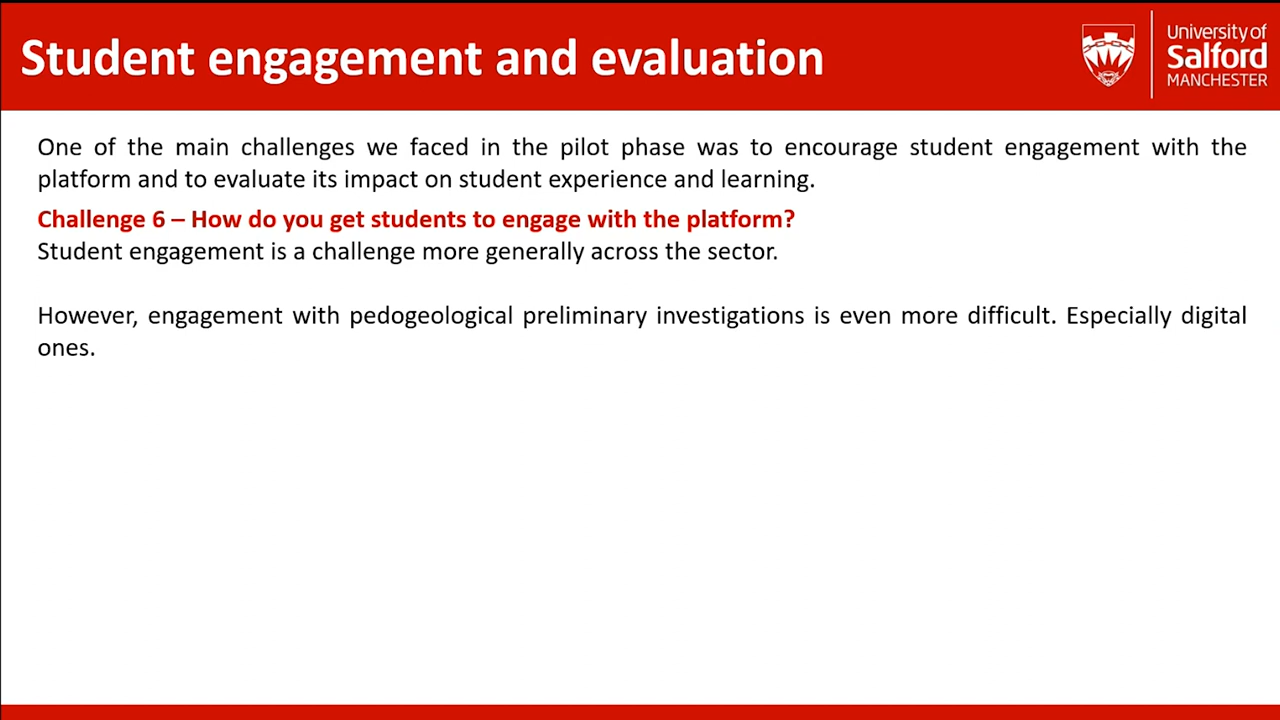 Student engagement and evaluation
University of
Salford
MANCHESTER
One of the main challenges we faced in the pilot phase was to encourage student engagement with the
platform and to evaluate its impact on student experience and learning.
Challenge 6 – How do you get students to engage with the platform?
Student engagement is a challenge more generally across the sector.
However, engagement with pedogeological preliminary investigations is even more difficult. Especially digital
ones.